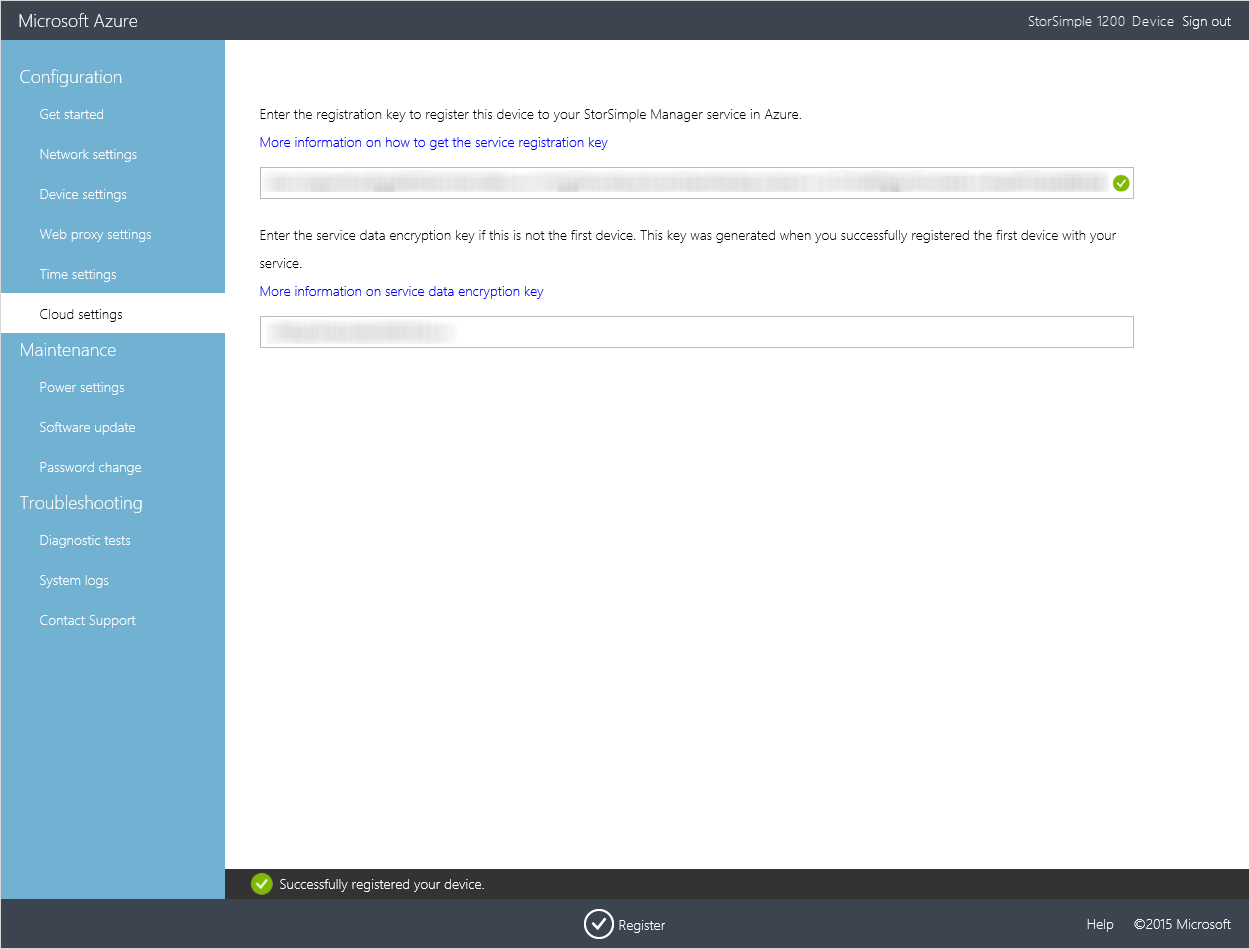 Microsoft Azure
StorSimple 1200 Device Sign out
Configuration
Get started
Network settings
Device settings
Web proxy settings
Time settings
Cloud settings
Maintenance
Power settings
Software update
Password change
Troubleshooting
Diagnostic tests
System logs
Contact Support
Enter the registration key to register this device to your StorSimple Manager service in Azure.
More information on how to get the service registration key
Enter the service data encryption key if this is not the first device. This key was generated when you successfully registered the first device with your
service.
More information on service data encryption key
Successfully registered your device.
Register
Help ©2015 Microsoft